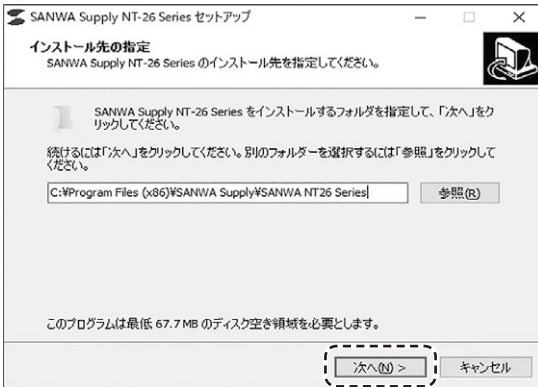 SANWA Supply NT-26 Series セットアップ
インストール先の指定
SANWA Supply NT-26 Series のインストール先を指定してください。
SANWA Supply NT-26 Series をインストールするフォルダを指定して、「次へ」をク
リックしてください。
続けるには「次へ」をクリックしてください。別のフォルダーを選択するには「参照」をクリックして
ください。
C:¥Program Files (x86)¥SANWA Supply¥SANWA NT26 Series
参照(R)
このプログラムは最低 67.7 MB のディスク空き領域を必要とします。
次へ(N) >
キャンセル